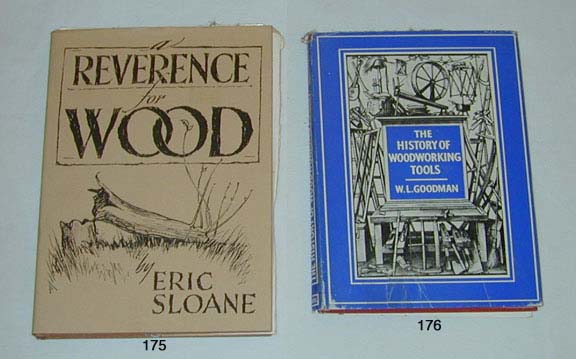 a
REVERENCE
for
WOOD
by
ERIC
SLOANE
175
THE
HISTORY OF
WOODWORKING
TOOLS
W.L.GOODMAN
176